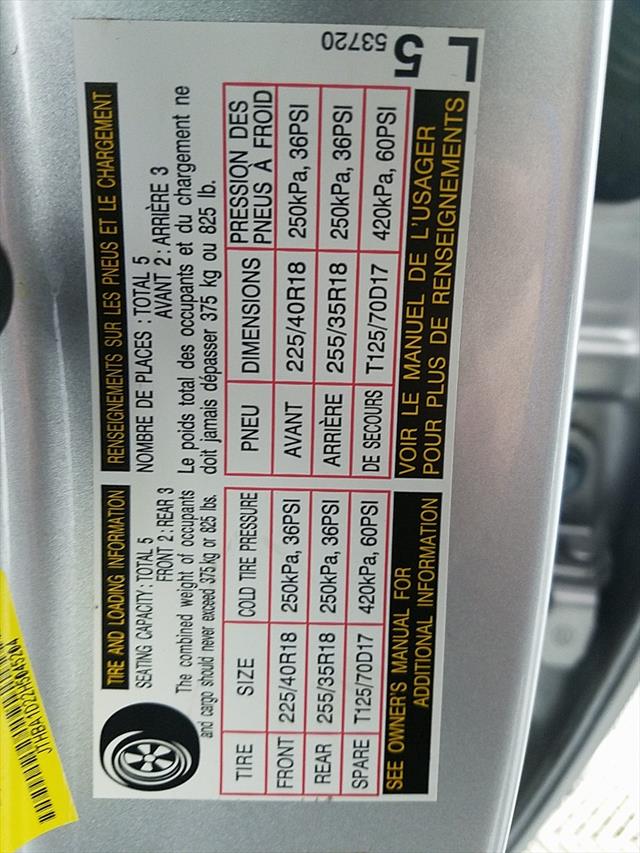 TIRE AND LOADING INFORMATION
SEATING CAPACITY : TOTAL 5
FRONT 2 : REAR 3
The combined weight of occupants
and cargo should never exceed 375 kg or 825 lbs.
TIRE SIZE COLD TIRE PRESSURE
FRONT 225/40R18 250kPa, 36PSI
REAR 255/35R18 250kPa, 36PSI
SPARE T125/70D17 420kPa, 60PSI
SEE OWNER'S MANUAL FOR
ADDITIONAL INFORMATION
RENSEIGNEMENTS SUR LES PNEUS ET LE CHARGEMENT
NOMBRE DE PLACES : TOTAL 5
AVANT 2 : ARRIÈRE 3
Le poids total des occupants et du chargement ne
doit jamais dépasser 375 kg ou 825 lb.
PNEU DIMENSIONS PRESSION DES
PNEUS À FROID
AVANT 225/40R18 250kPa, 36PSI
ARRIÈRE 255/35R18 250kPa, 36PSI
DE SECOURS T125/70D17 420kPa, 60PSI
VOIR LE MANUEL DE L'USAGER
POUR PLUS DE RENSEIGNEMENTS
53720
L5